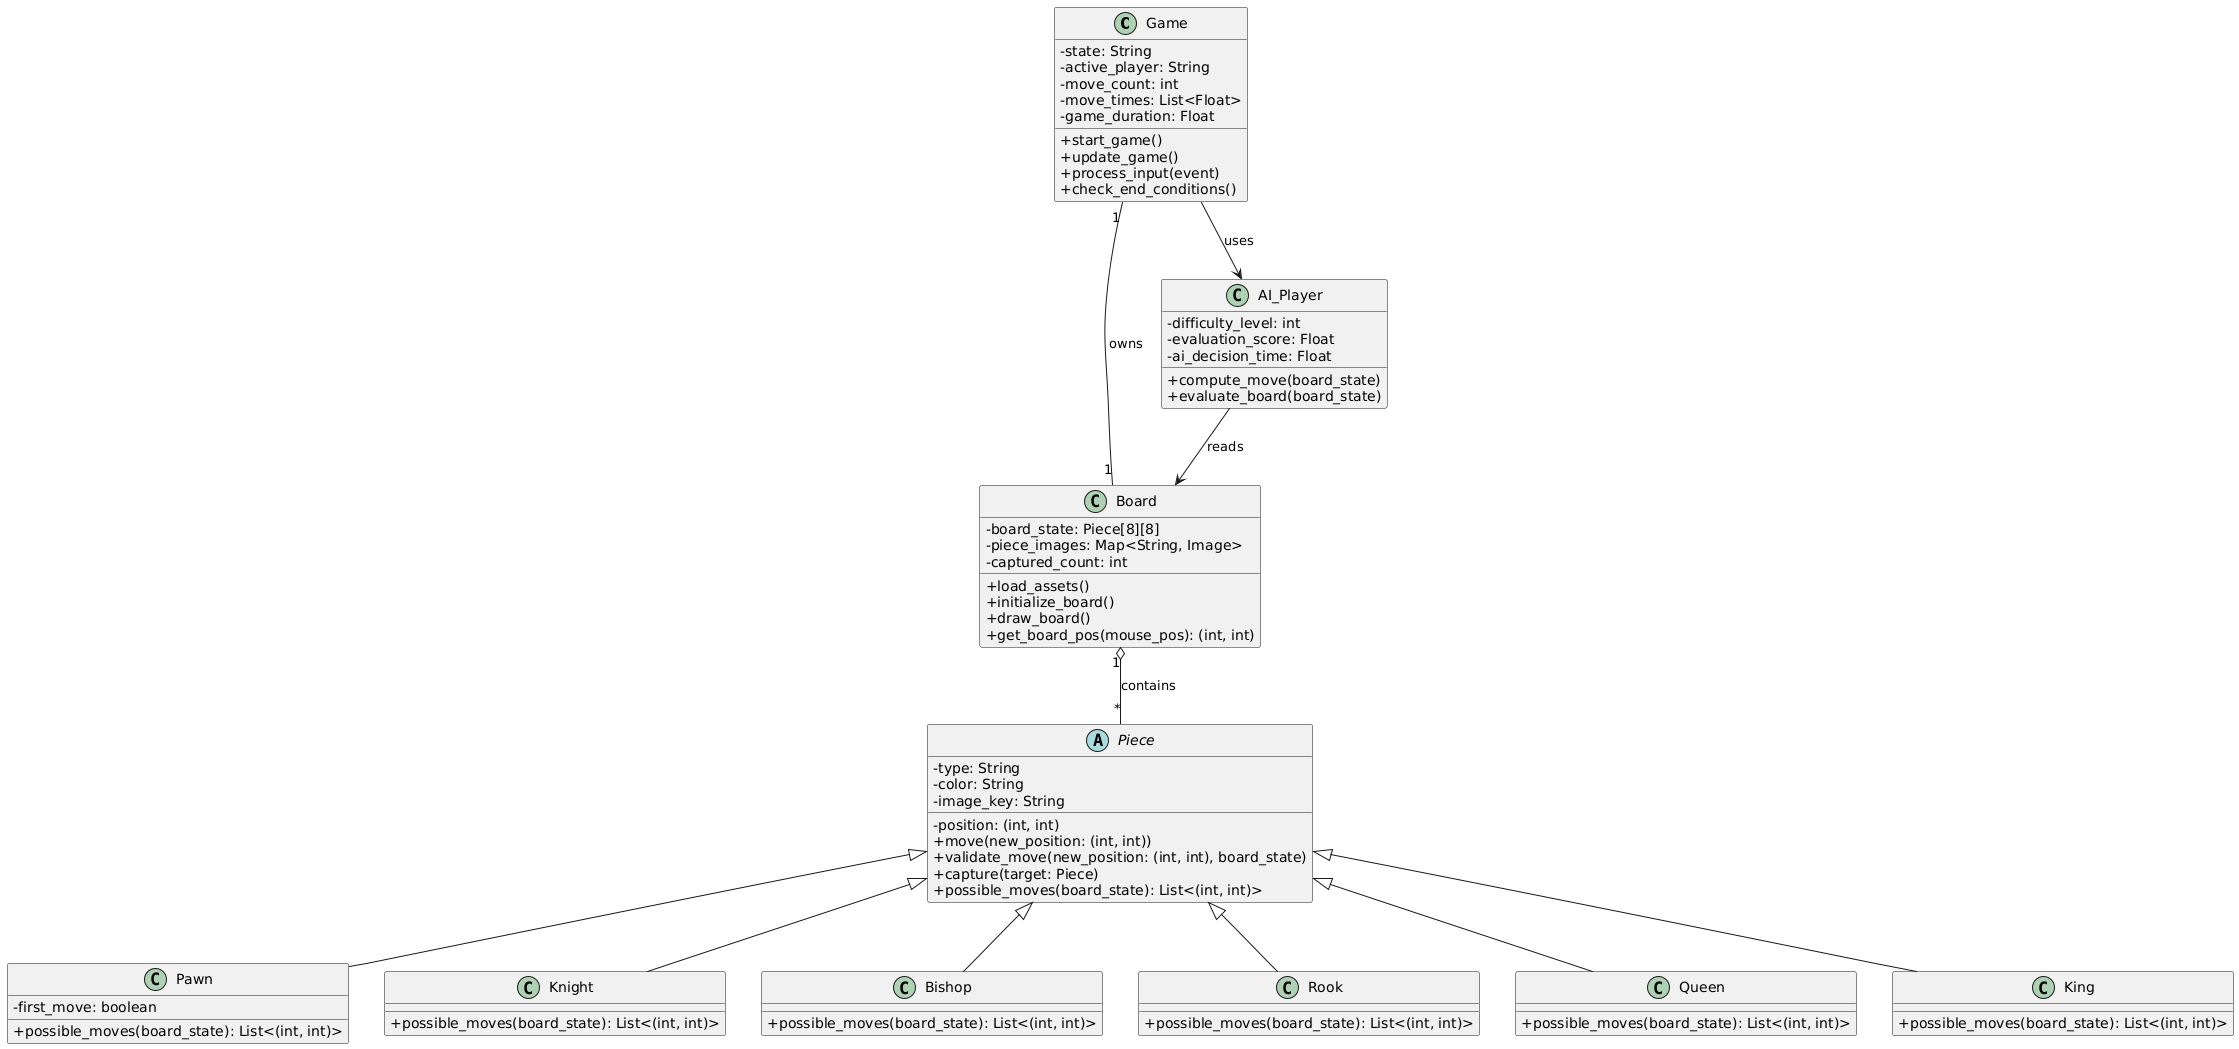 C Game
-state: String
-active_player: String
-move_count: int
-move_times: List<Float>
-game_duration: Float
+start_game()
+update_game()
+process_input(event)
+check_end_conditions()
1
uses
C AI_Player
-difficulty_level: int
-evaluation_score: Float
-ai_decision_time: Float
+compute_move(board_state)
+evaluate_board(board_state)
owns
reads
1
C Board
-board_state: Piece[8][8]
-piece_images: Map<String, Image>
-captured_count: int
+load_assets()
+initialize_board()
+draw_board()
+get_board_pos(mouse_pos): (int, int)
1
contains
*
A Piece
-type: String
-color: String
-image_key: String
-position: (int, int)
+move(new_position: (int, int))
+validate_move(new_position: (int, int), board_state)
+capture(target: Piece)
+possible_moves(board_state): List<(int, int)>
C Pawn
-first_move: boolean
+possible_moves(board_state): List<(int, int)>
C Knight
+possible_moves(board_state): List<(int, int)>
C Bishop
+possible_moves(board_state): List<(int, int)>
C Rook
+possible_moves(board_state): List<(int, int)>
C Queen
+possible_moves(board_state): List<(int, int)>
C King
+possible_moves(board_state): List<(int, int)>